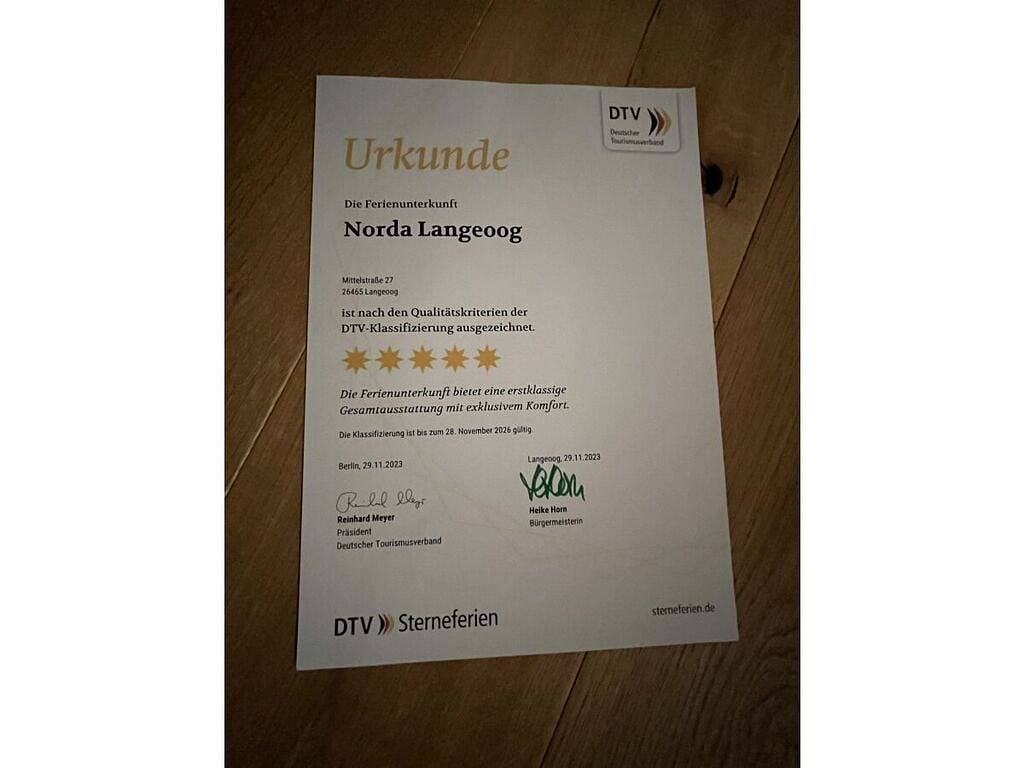 DTV
Deutscher
Tourismusverband
Urkunde
Die Ferienunterkunft
Norda Langeoog
Mittelstraße 27
26465 Langeoog
ist nach den Qualitätskriterien der
DTV-Klassifizierung ausgezeichnet.
Die Ferienunterkunft bietet eine erstklassige
Gesamtausstattung mit exklusivem Komfort.
Die Klassifizierung ist bis zum 28. November 2026 gültig.
Berlin, 29.11.2023
Reinhard Meyer
Reinhard Meyer
Präsident
Deutscher Tourismusverband
Langeoog, 29.11.2023
Heike Horn
Bürgermeisterin
DTV Sterneferien
sterneferien.de